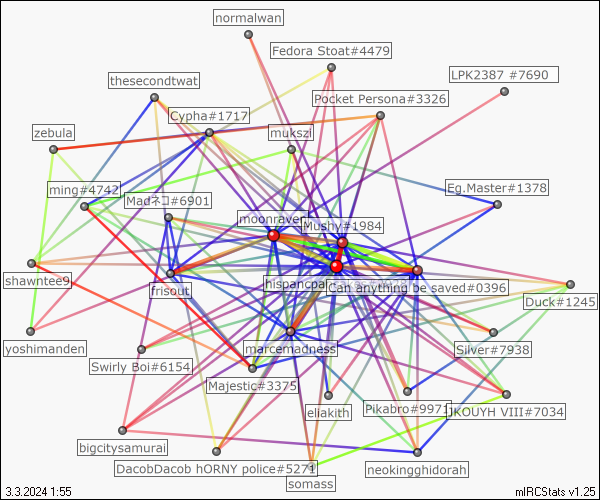 normalwan
Fedora Stoat#4479
LPK2387 #7690
thesecondtwat
Pocket Persona#3326
Cypha#1717
zebula
mukszi
ming#4742
Eg.Master#1378
Madネコ#6901
moonraven
Mushy#1984
shawntee9
frisout
hispancpa
Can anything be saved#0396
Duck#1245
yoshimanden
marcemadness
Silver#7938
Swirly Boi#6154
Majestic#3375
eliakith
Pikabro#9971
JKOUYH VIII#7034
bigcitysamurai
DacobDacob hORNY police#5271
neokingghidorah
somass
3.3.2024 1:55
mIRCStats v1.25